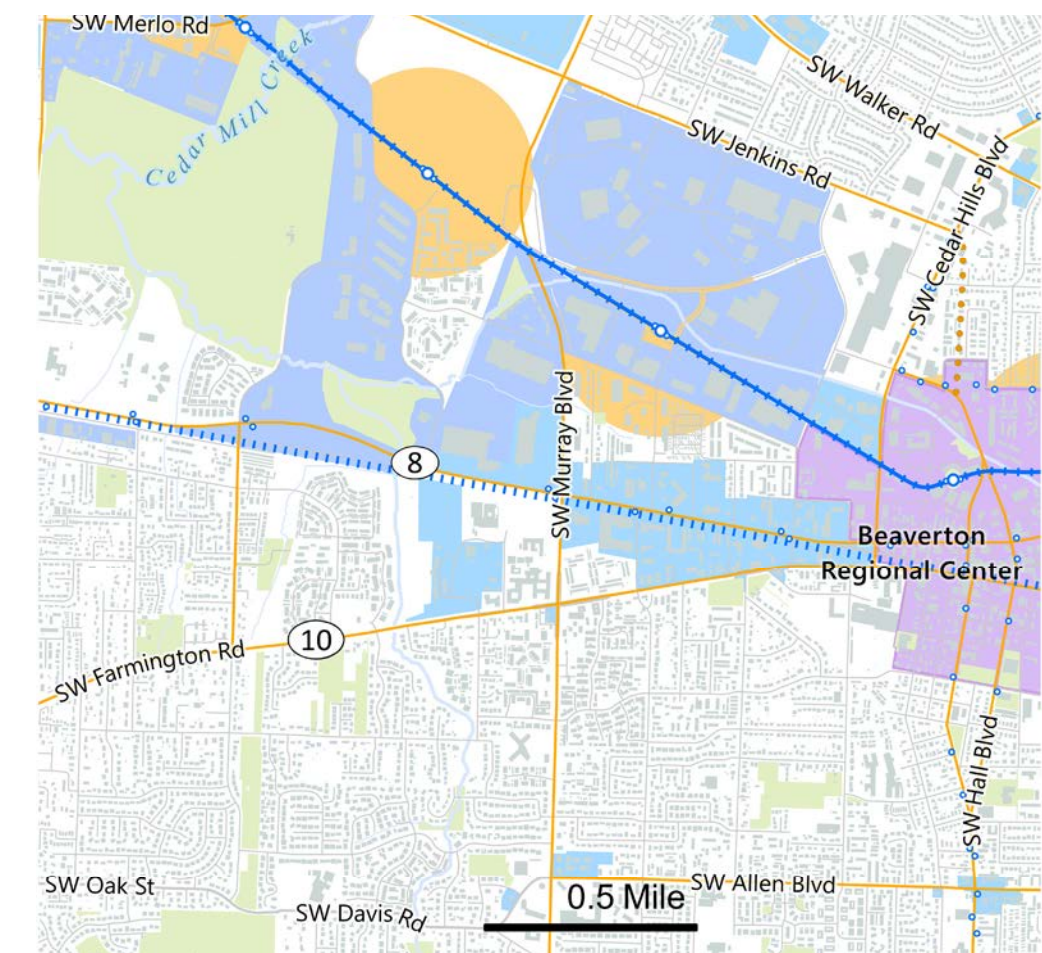 SW Merlo Rd
Cedar Mill Creek
SW Walker Rd
SW Jenkins Rd
SW Cedar Hills Blvd
SW Murray Blvd
8
Beaverton
Regional Center
10
SW Farmington Rd
SW Hall Blvd
SW Oak St
SW Davis Rd
0.5 Mile
SW Allen Blvd